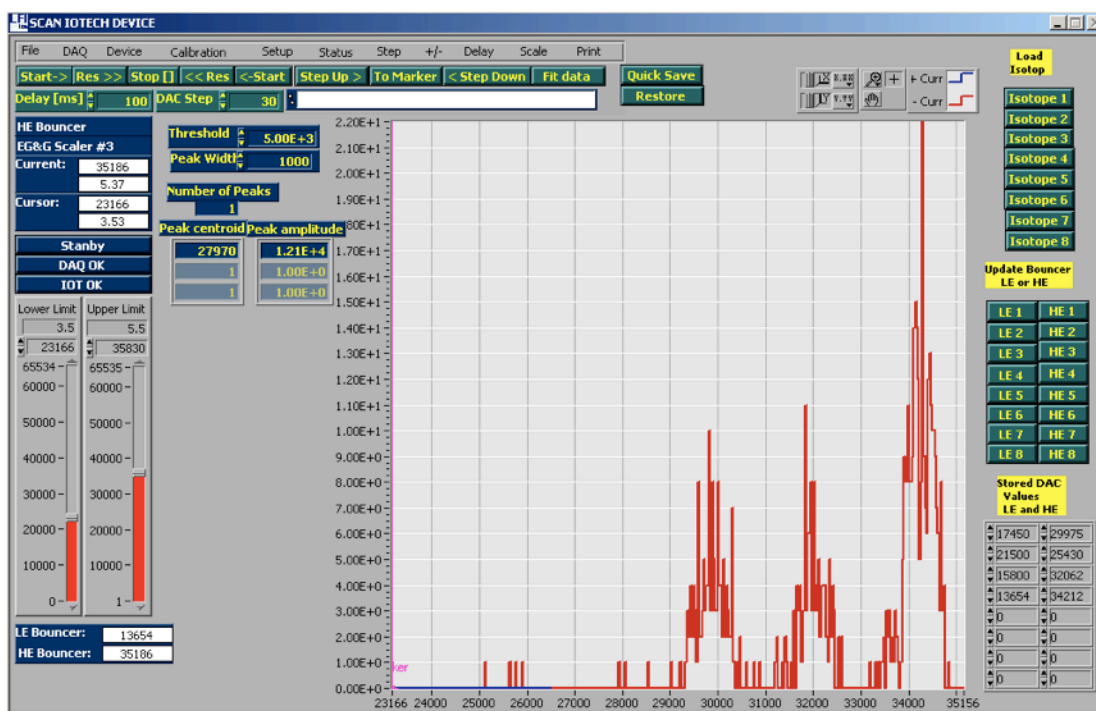 SCAN IOTECH DEVICE
File DAQ Device Calibration Setup Status Step +/- Delay Scale Print
Start-> Res >> Stop [] << Res <-Start Step Up > To Marker < Step Down Fit data Quick Save
Restore
Delay [ms] 100 DAC Step 30
+ Curr
- Curr
Load
Isotop
Isotope 1
Isotope 2
Isotope 3
Isotope 4
Isotope 5
Isotope 6
Isotope 7
Isotope 8
HE Bouncer
EG&G Scaler #3
Current: 35186
5.37
Cursor: 23166
3.53
Stanby
DAQ OK
IOT OK
Threshold 5.00E+3
Peak Width 1000
Number of Peaks
1
Peak centroid Peak amplitude
27970 1.21E+4
1 1.00E+0
1 1.00E+0
Lower Limit Upper Limit
3.5 5.5
23166 35830
65534 65535
60000 60000
50000 50000
40000 40000
30000 30000
20000 20000
10000 10000
0 1
LE Bouncer: 13654
HE Bouncer: 35186
2.20E+1
2.10E+1
2.00E+1
1.90E+1
80E+1
1.70E+1
1.60E+1
1.50E+1
1.40E+1
1.30E+1
1.20E+1
1.10E+1
1.00E+1
9.00E+0
8.00E+0
7.00E+0
6.00E+0
5.00E+0
4.00E+0
3.00E+0
2.00E+0
1.00E+0
0.00E+0
ker
23166 24000 25000 26000 27000 28000 29000 30000 31000 32000 33000 34000 35156
Update Bouncer
LE or HE
LE 1 HE 1
LE 2 HE 2
LE 3 HE 3
LE 4 HE 4
LE 5 HE 5
LE 6 HE 6
LE 7 HE 7
LE 8 HE 8
Stored DAC
Values
LE and HE
17450 29975
21500 25430
15800 32062
13654 34212
0 0
0 0
0 0
0 0